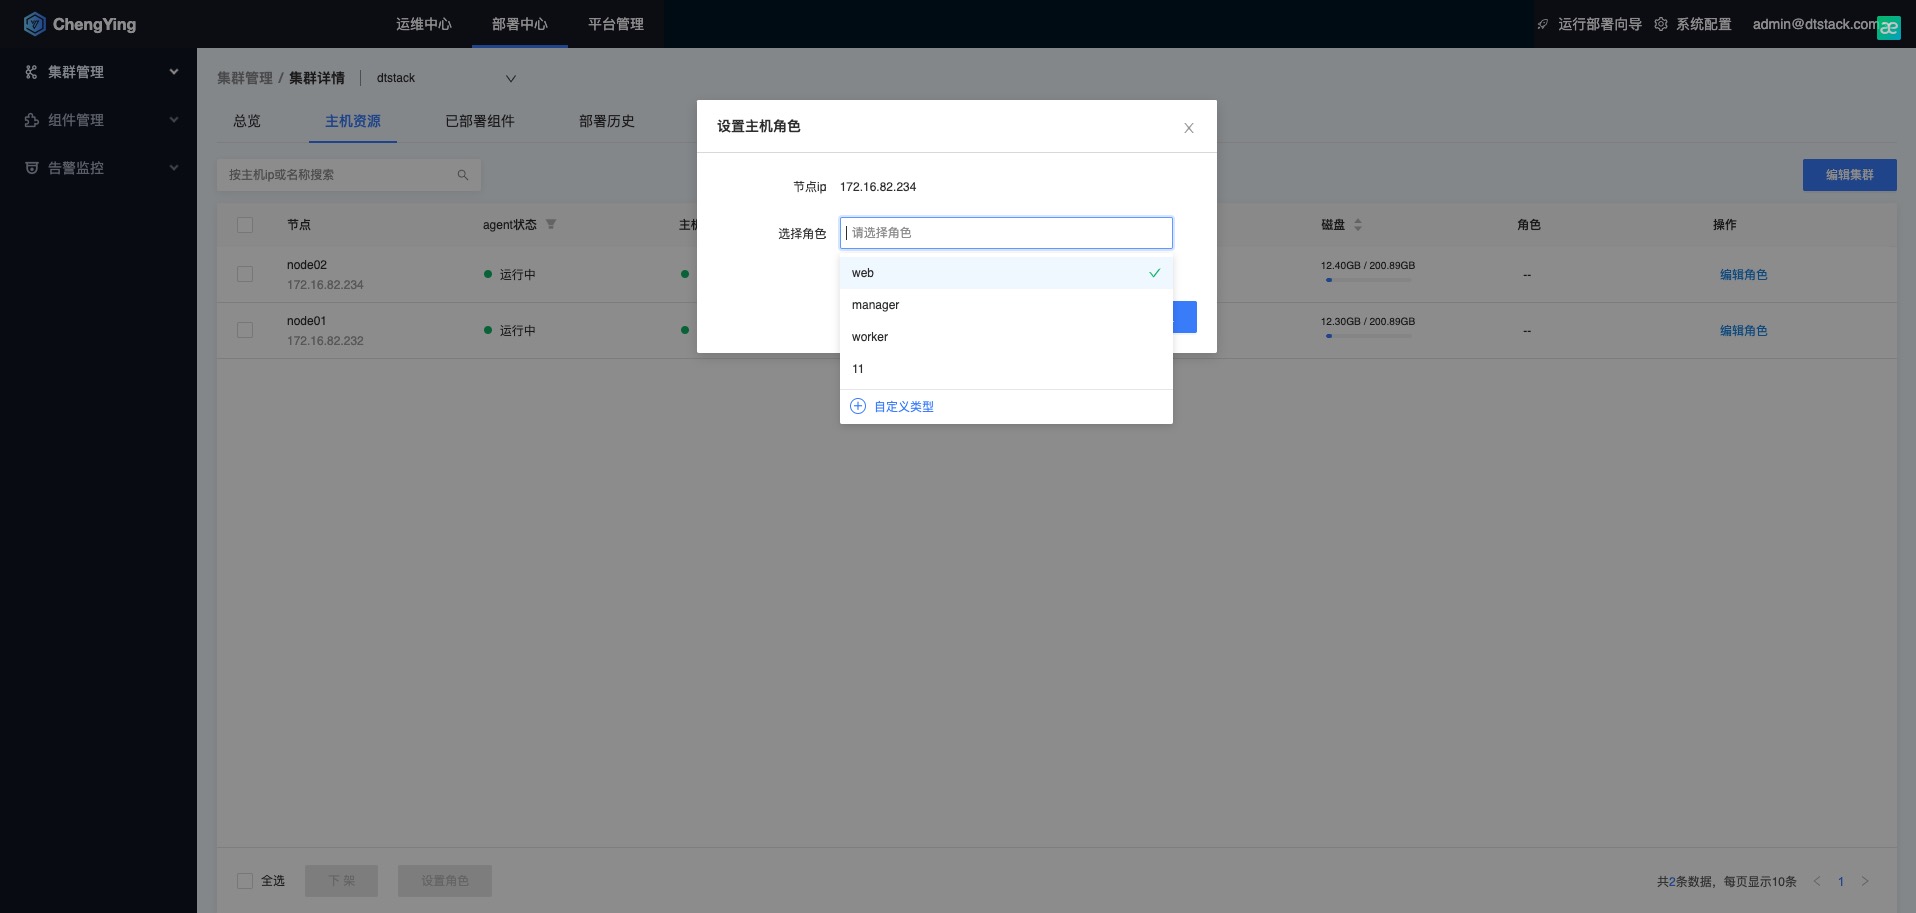 ChengYing
运维中心 部署中心 平台管理
运行部署向导 系统配置 admin@dtstack.com
æ
集群管理
组件管理
告警监控
集群管理 / 集群详情 dtstack
总览 主机资源 已部署组件 部署历史
按主机ip或名称搜索
编辑集群
节点 agent状态 主机 磁盘 角色 操作
node02
172.16.82.234
运行中
12.40GB / 200.89GB
--
编辑角色
node01
172.16.82.232
运行中
12.30GB / 200.89GB
--
编辑角色
设置主机角色
节点ip 172.16.82.234
选择角色 请选择角色
web
manager
worker
11
自定义类型
全选 下架 设置角色
共2条数据，每页显示10条 < 1 >